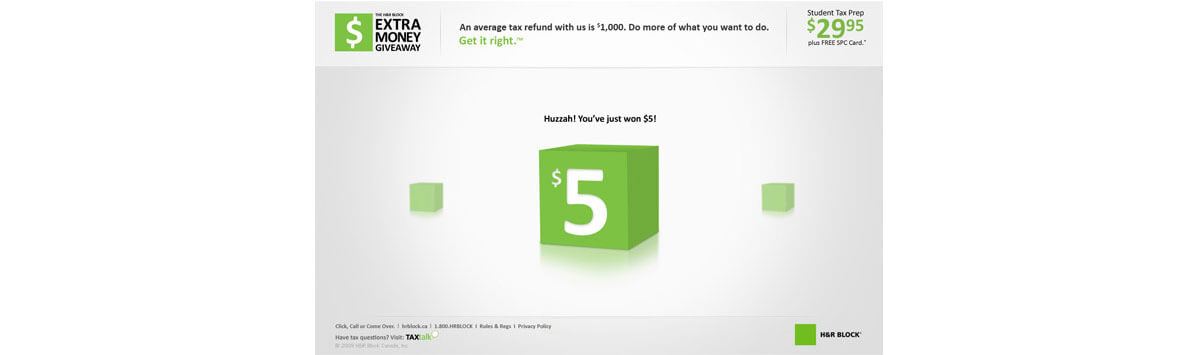 THE H&R BLOCK
EXTRA
MONEY
GIVEAWAY
$
An average tax refund with us is $1,000. Do more of what you want to do.
Get it right.™
Student Tax Prep
$29.95
plus FREE SPC Card.*
Huzzah! You've just won $5!
$5
Click, Call or Come Over. | hrblock.ca | 1.800.HRBLOCK | Rules & Regs | Privacy Policy
Have tax questions? Visit: TAXtalk
© 2009 H&R Block Canada, Inc.
H&R BLOCK®